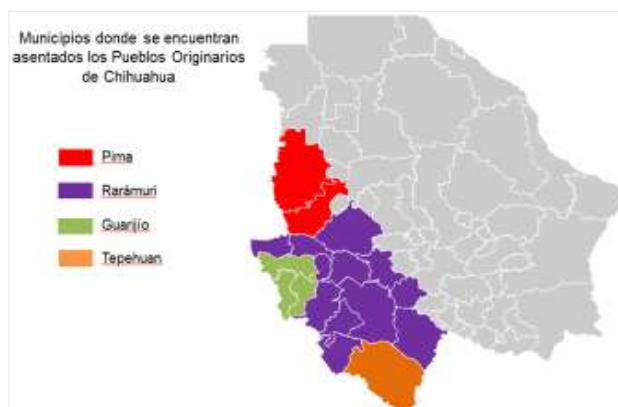 Municipios donde se encuentran
asentados los Pueblos Originarios
de Chihuahua
Pima
Rarámuri
Guarijío
Tepehuan